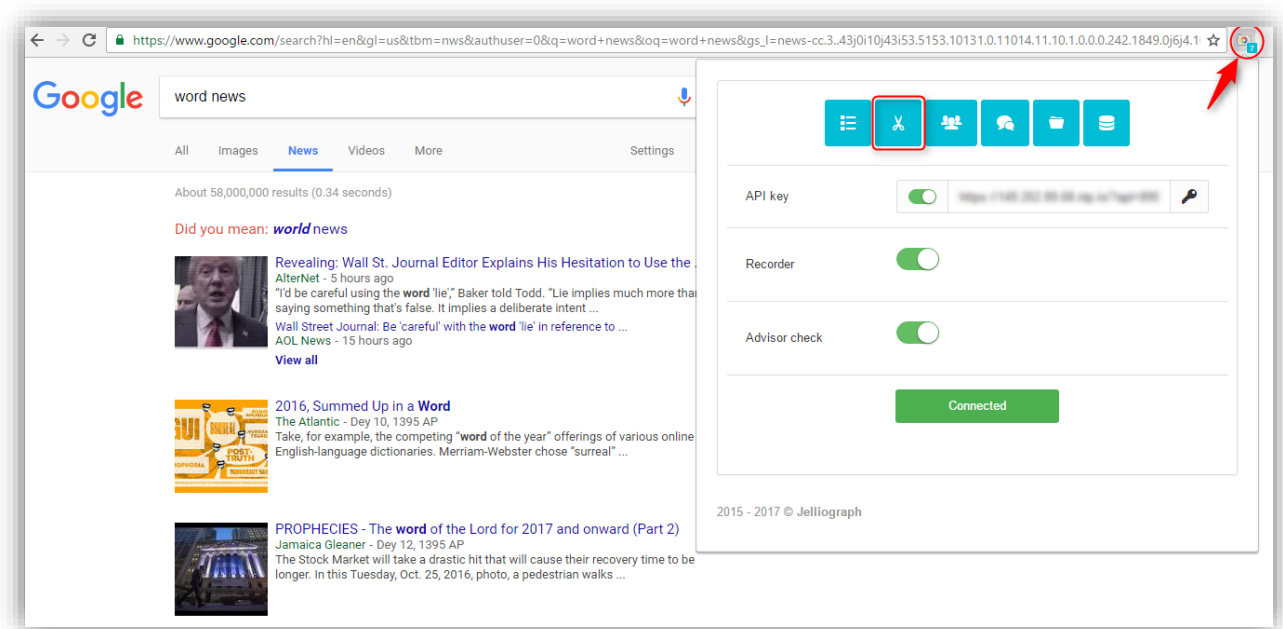 https://www.google.com/search?hl=en&gl=us&tbm=nws&authuser=0&q=word+news&oq=word+news&gs_l=news-cc.3..43j0i10j43i53.5153.10131.0.11014.11.10.1.0.0.0.242.1849.0j6j4.1
Google
word news
All Images News Videos More Settings
About 58,000,000 results (0.34 seconds)
Did you mean: world news
Revealing: Wall St. Journal Editor Explains His Hesitation to Use the .
AlterNet - 5 hours ago
"I'd be careful using the word 'lie'," Baker told Todd. "Lie implies much more than
saying something that's false. It implies a deliberate intent ...
Wall Street Journal: Be 'careful' with the word 'lie' in reference to ...
AOL News - 15 hours ago
View all
2016, Summed Up in a Word
The Atlantic - Dey 10, 1395 AP
Take, for example, the competing "word of the year" offerings of various online
English-language dictionaries. Merriam-Webster chose "surreal" ...
SURREAL
POST-
TRUTH
PROPHECIES - The word of the Lord for 2017 and onward (Part 2)
Jamaica Gleaner - Dey 12, 1395 AP
The Stock Market will take a drastic hit that will cause their recovery time to be
longer. In this Tuesday, Oct. 25, 2016, photo, a pedestrian walks ...
API key
Recorder
Advisor check
Connected
2015 - 2017 © Jelliograph